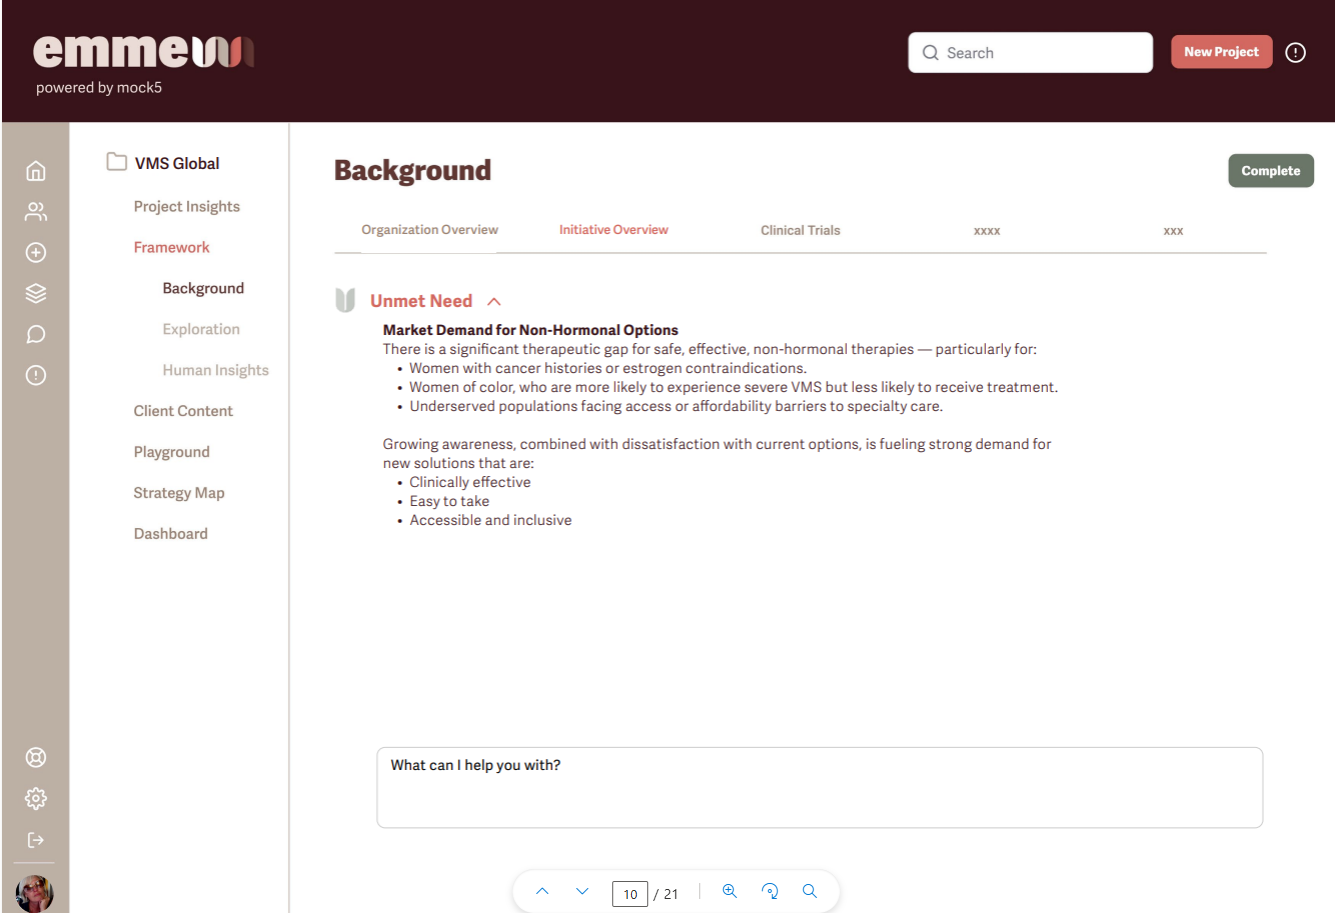 emme
powered by mock5
Search
New Project
VMS Global
Project Insights
Framework
Background
Exploration
Human Insights
Client Content
Playground
Strategy Map
Dashboard
Background
Complete
Organization Overview
Initiative Overview
Clinical Trials
xxxx
xxx
Unmet Need
Market Demand for Non-Hormonal Options
There is a significant therapeutic gap for safe, effective, non-hormonal therapies — particularly for:
• Women with cancer histories or estrogen contraindications.
• Women of color, who are more likely to experience severe VMS but less likely to receive treatment.
• Underserved populations facing access or affordability barriers to specialty care.
Growing awareness, combined with dissatisfaction with current options, is fueling strong demand for
new solutions that are:
• Clinically effective
• Easy to take
• Accessible and inclusive
What can I help you with?
10 / 21